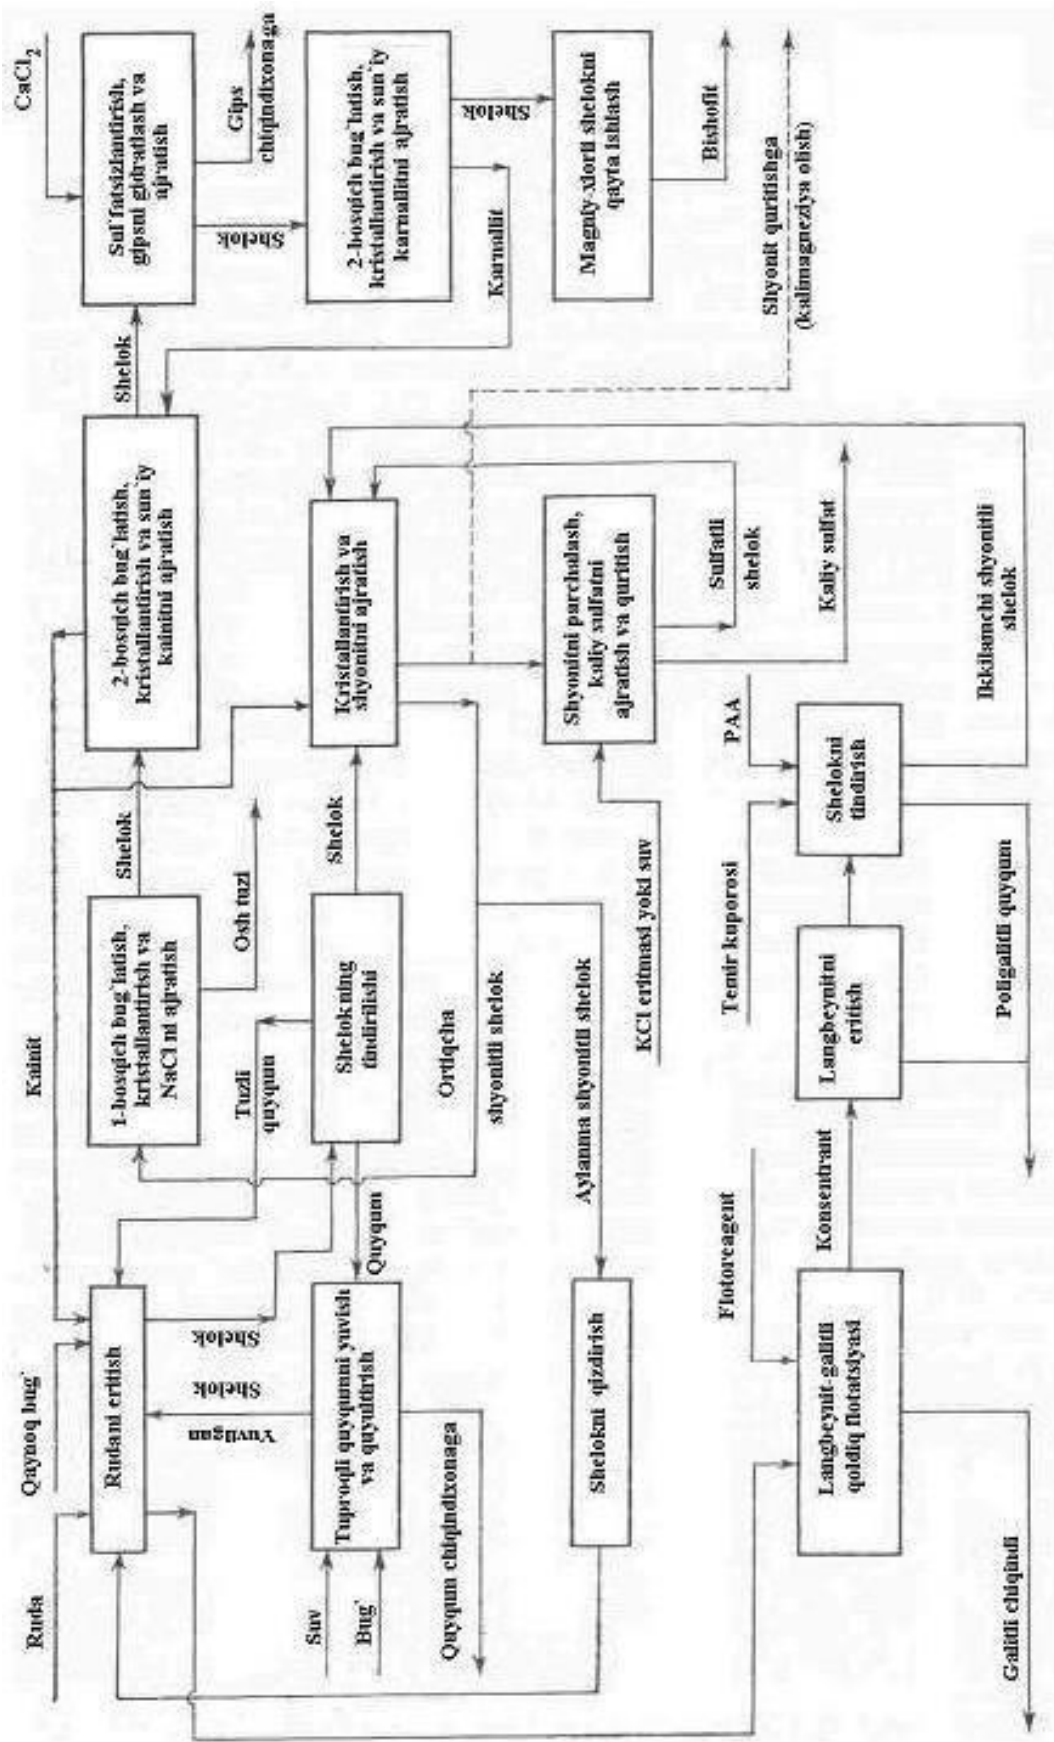 Ruda
Qaynoq bug`
Kainit
CaCl2
Rudani eritish
1-bosqich bug`latish,
kristallantirish va
NaCl ni ajratish
Shelok
2-bosqich bug`latish,
kristallantirish va sun`iy
kainitni ajratish
Shelok
Sulfatsizlantirish,
gipsni gidratlash va
ajratish
Shelok
Yuvilgan
Shelok
Tuzli
quyqum
Osh tuzi
Shelok
Gips
chiqindixonaga
Suv
Bug`
Tuproqli quyqumni yuvish
va quyultirish
Quyqum
Shelokning
tindirilishi
Shelok
Kristallantirish va
shyonitni ajratish
2-bosqich bug`latish,
kristallantirish va sun`iy
karnallitni ajratish
Shelok
Karnallit
Quyqun chiqindixonaga
Ortiqcha
shyonitli shelok
Shelokni qizdirish
Aylanma shyonitli shelok
KCl eritmasi yoki suv
Shyonitni parchalash,
kaliy sulfatni
ajratish va quritish
Magniy-xlorli shelokni
qayta ishlash
Bishofit
Sulfatli
shelok
Shyonit quritishga
(kalimagneziya olish)
Kaliy sulfat
Flotoreagent
Temir kuporosi
PAA
Langbeynit-galitli
qoldiq flotatsiyasi
Konsentrant
Langbeynitni
eritish
Shelokni
tindirish
Ikkilamchi shyonitli
shelok
Galitli chiqindi
Poligalitli quyqum